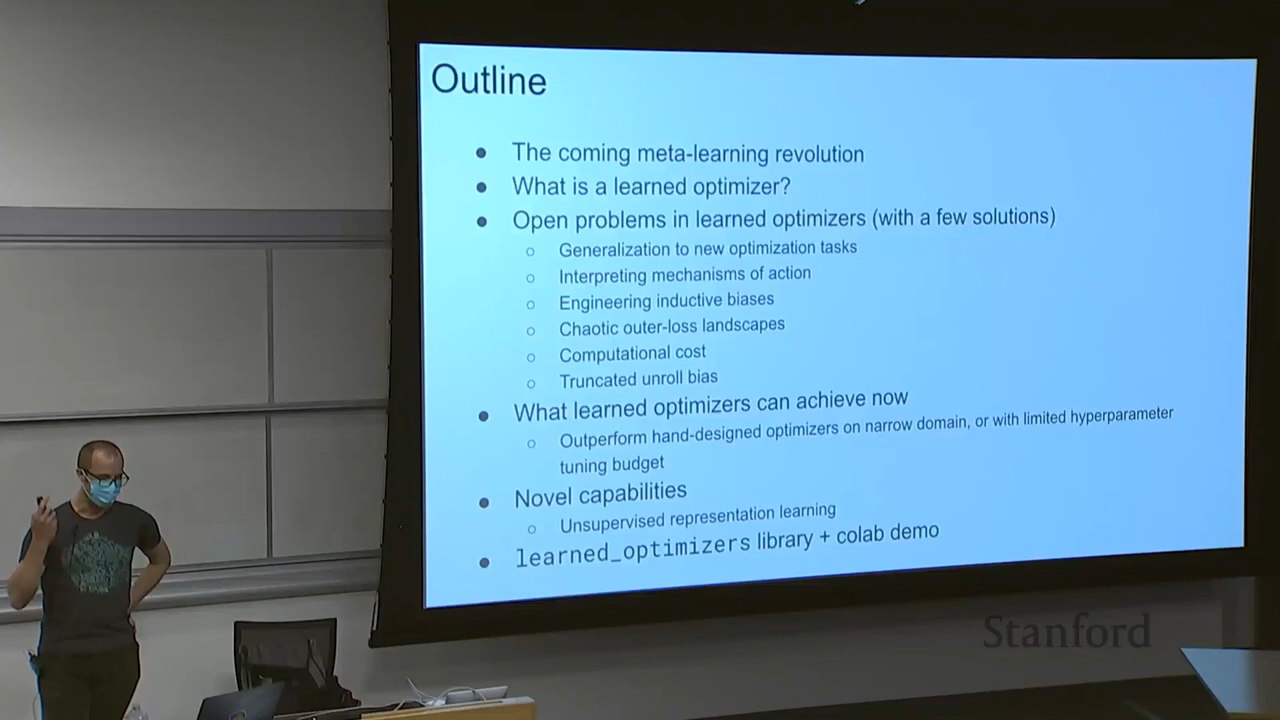 Outline
● The coming meta-learning revolution
● What is a learned optimizer?
● Open problems in learned optimizers (with a few solutions)
○ Generalization to new optimization tasks
○ Interpreting mechanisms of action
○ Engineering inductive biases
○ Chaotic outer-loss landscapes
○ Computational cost
○ Truncated unroll bias
● What learned optimizers can achieve now
○ Outperform hand-designed optimizers on narrow domain, or with limited hyperparameter
tuning budget
● Novel capabilities
○ Unsupervised representation learning
● learned_optimizers library + colab demo
Stanford